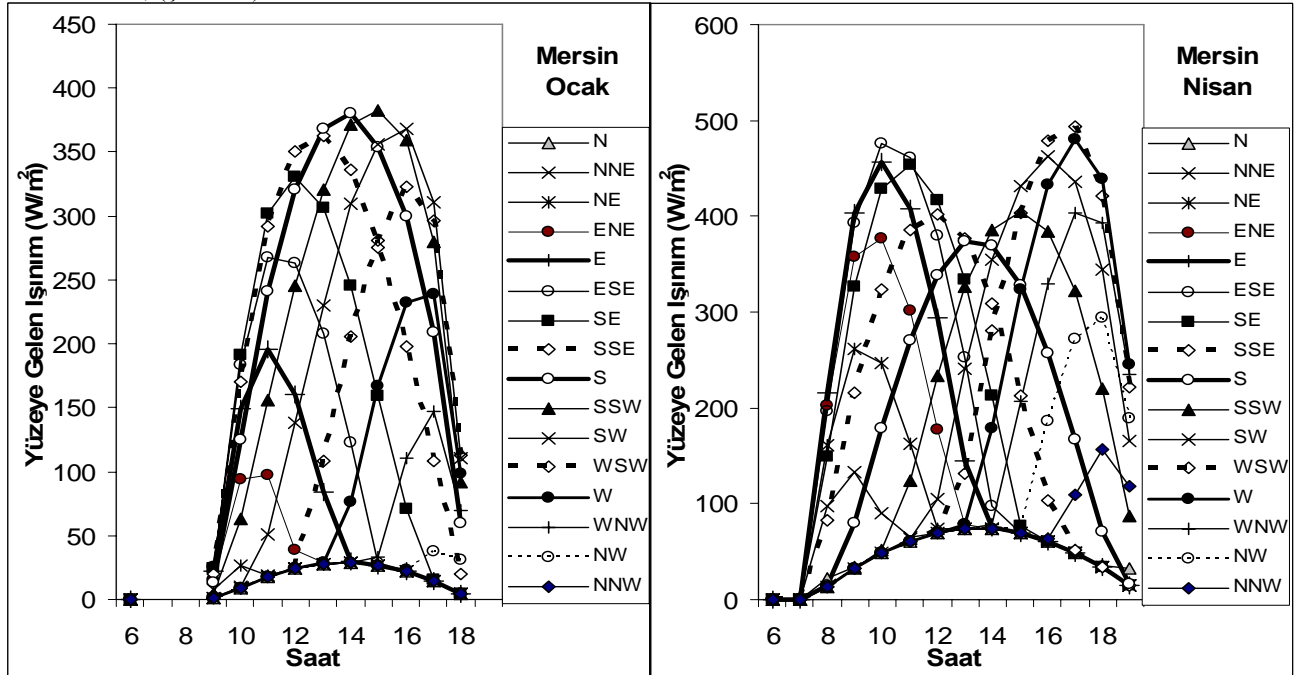 Yüzeye Gelen Işınım (W/m²)
450
400
350
300
250
200
150
100
50
0
6
8
10
12
14
16
18
Saat
Mersin
Ocak
N
NNE
NE
ENE
E
ESE
SE
SSE
S
SSW
SW
WSW
W
WNW
NW
NNW
Yüzeye Gelen Işınım (W/m²)
600
500
400
300
200
100
0
6
8
10
12
14
16
18
Saat
Mersin
Nisan
N
NNE
NE
ENE
E
ESE
SE
SSE
S
SSW
SW
WSW
W
WNW
NW
NNW